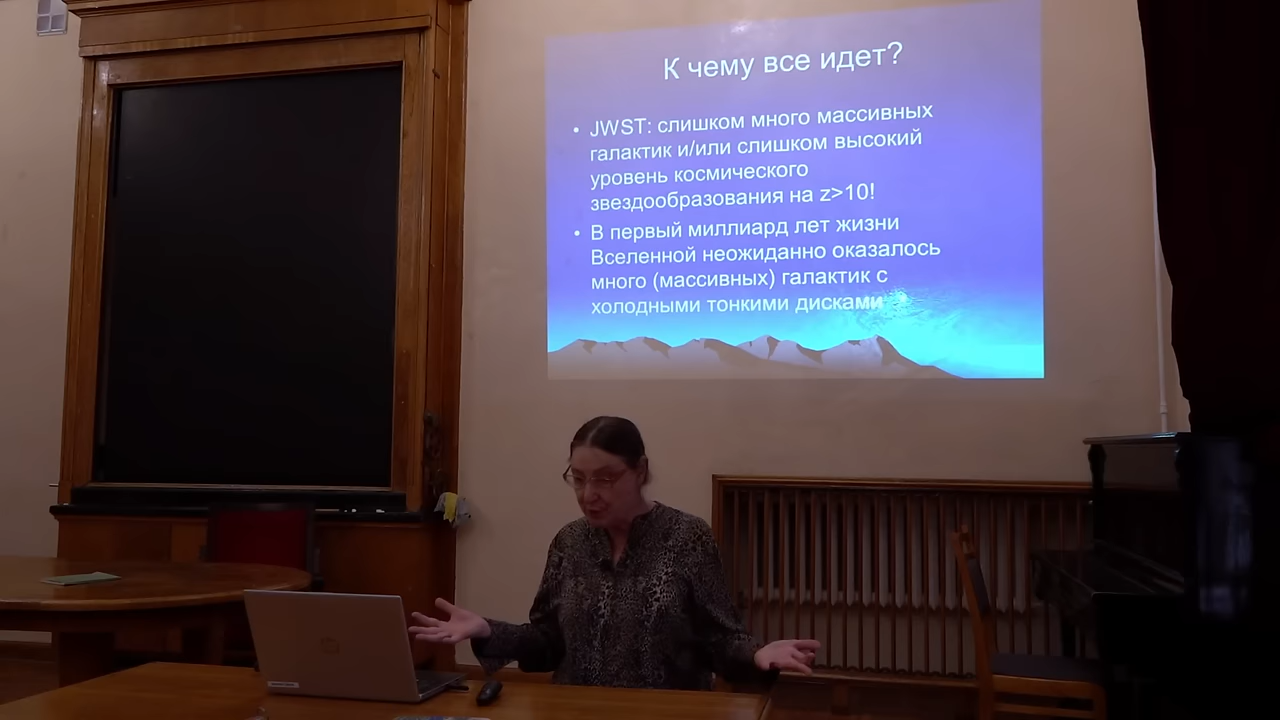 К чему все идет?
• JWST: слишком много массивных
галактик и/или слишком высокий
уровень космического
звездообразования на z>10!
• В первый миллиард лет жизни
Вселенной неожиданно оказалось
много (массивных) галактик с
холодными тонкими дисками